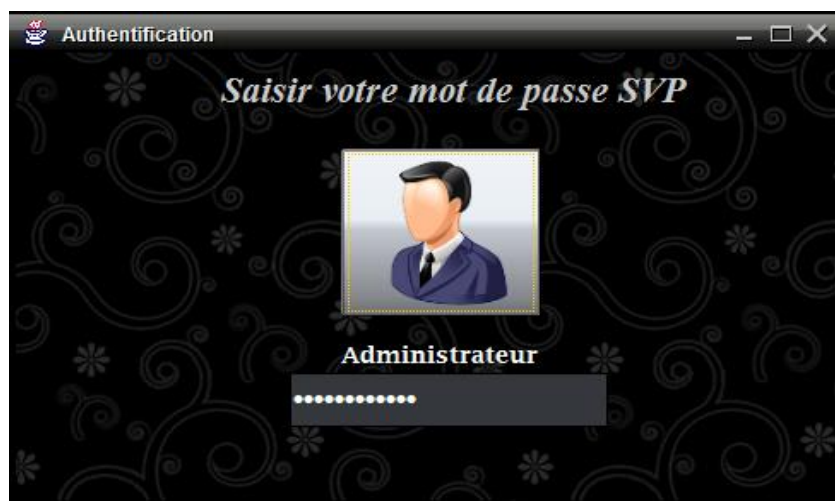 Authentification
Saisir votre mot de passe SVP
Administrateur
••••••••••••